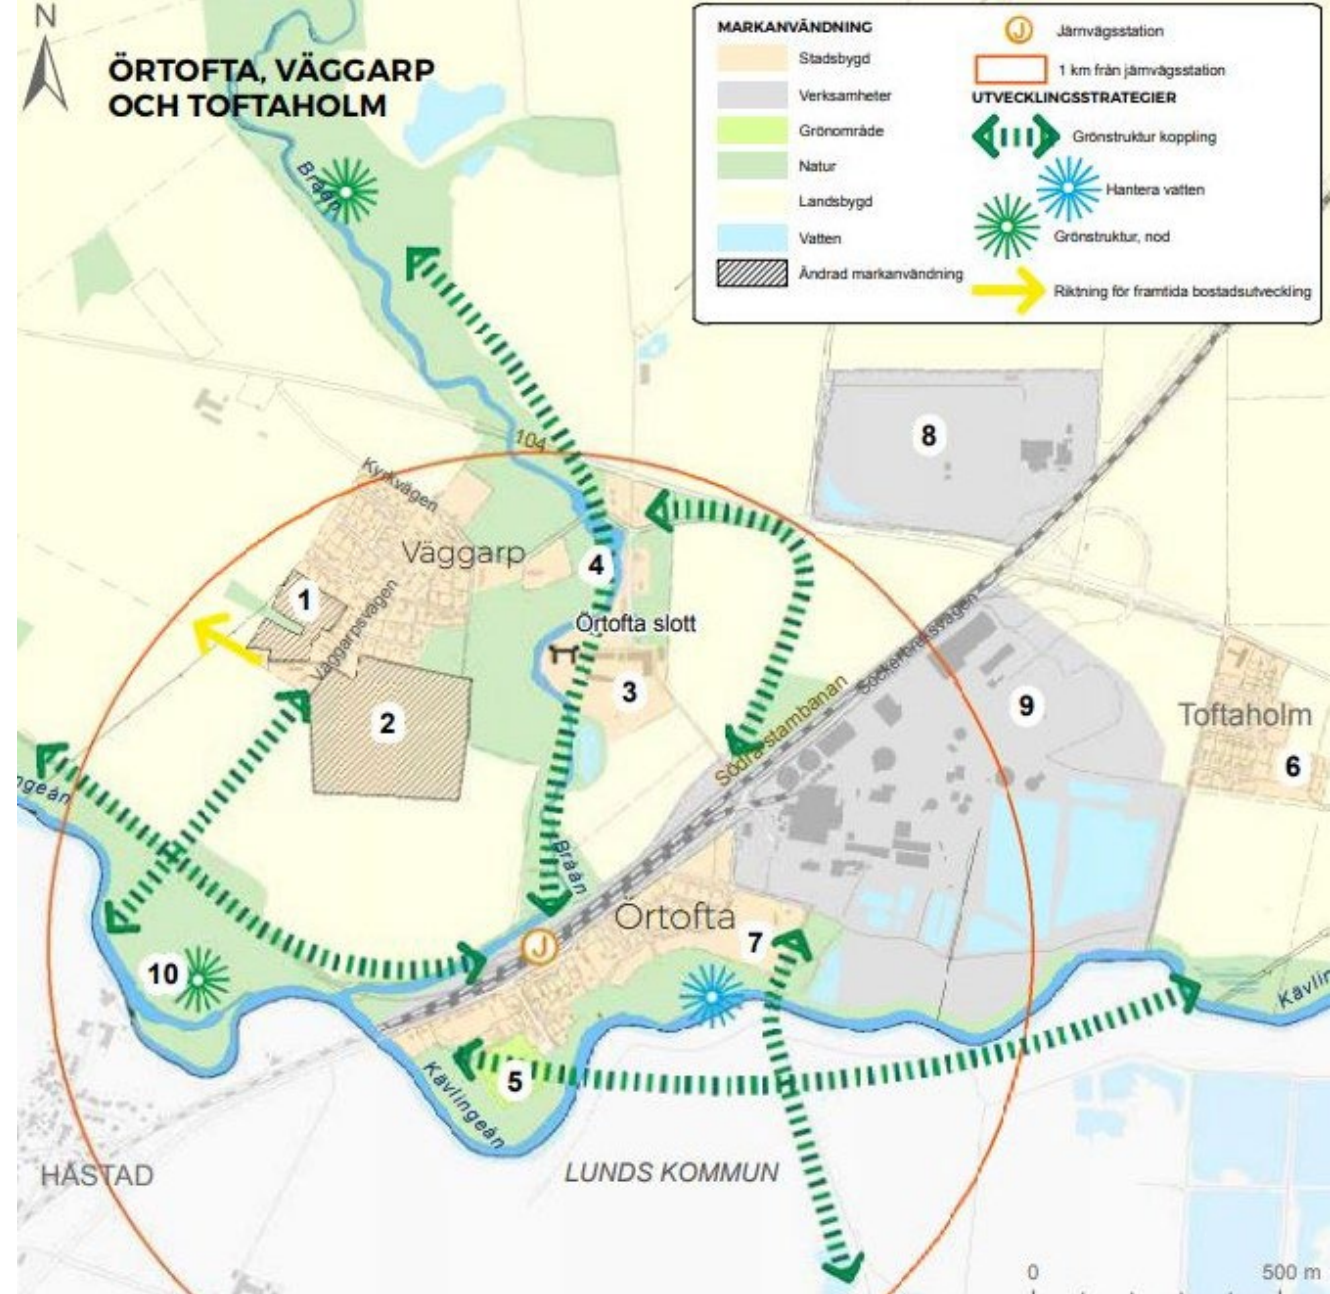 N
ÖRTOFTA, VÄGGARP
OCH TOFTAHOLM
MARKANVÄNDNING
Stadsbygd
Verksamheter
Grönområde
Natur
Landsbygd
Vatten
Ändrad markanvändning
J Järnvägsstation
1 km från järnvägsstation
UTVECKLINGSSTRATEGIER
Grönstruktur koppling
Hantera vatten
Grönstruktur, nod
Riktning för framtida bostadsutveckling
Bråån
104
8
Kyrkvägen
Väggarp
4
1
Väggarpsvägen
Örtofta slott
Sockerbruksvägen
3
2
9
Södra stambanan
Toftaholm
6
ngeån
Bråån
Örtofta
7
J
10
Kävlin
5
Kävlingeån
HÅSTAD
LUNDS KOMMUN
0 500 m